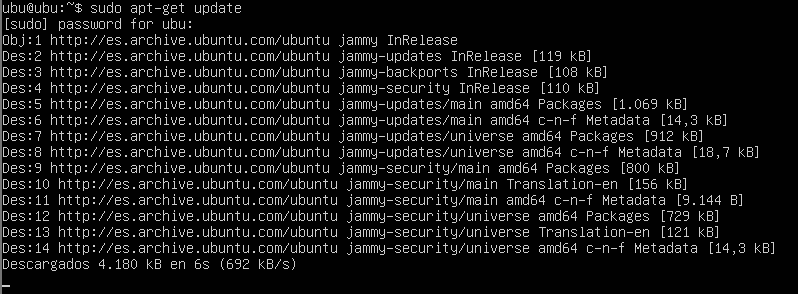 ubu@ubu:~$ sudo apt-get update
[sudo] password for ubu:
Obj:1 http://es.archive.ubuntu.com/ubuntu jammy InRelease
Des:2 http://es.archive.ubuntu.com/ubuntu jammy-updates InRelease [119 kB]
Des:3 http://es.archive.ubuntu.com/ubuntu jammy-backports InRelease [108 kB]
Des:4 http://es.archive.ubuntu.com/ubuntu jammy-security InRelease [110 kB]
Des:5 http://es.archive.ubuntu.com/ubuntu jammy-updates/main amd64 Packages [1.069 kB]
Des:6 http://es.archive.ubuntu.com/ubuntu jammy-updates/main amd64 c-n-f Metadata [14,3 kB]
Des:7 http://es.archive.ubuntu.com/ubuntu jammy-updates/universe amd64 Packages [912 kB]
Des:8 http://es.archive.ubuntu.com/ubuntu jammy-updates/universe amd64 c-n-f Metadata [18,7 kB]
Des:9 http://es.archive.ubuntu.com/ubuntu jammy-security/main amd64 Packages [800 kB]
Des:10 http://es.archive.ubuntu.com/ubuntu jammy-security/main Translation-en [156 kB]
Des:11 http://es.archive.ubuntu.com/ubuntu jammy-security/main amd64 c-n-f Metadata [9.144 B]
Des:12 http://es.archive.ubuntu.com/ubuntu jammy-security/universe amd64 Packages [729 kB]
Des:13 http://es.archive.ubuntu.com/ubuntu jammy-security/universe Translation-en [121 kB]
Des:14 http://es.archive.ubuntu.com/ubuntu jammy-security/universe amd64 c-n-f Metadata [14,3 kB]
Descargados 4.180 kB en 6s (692 kB/s)